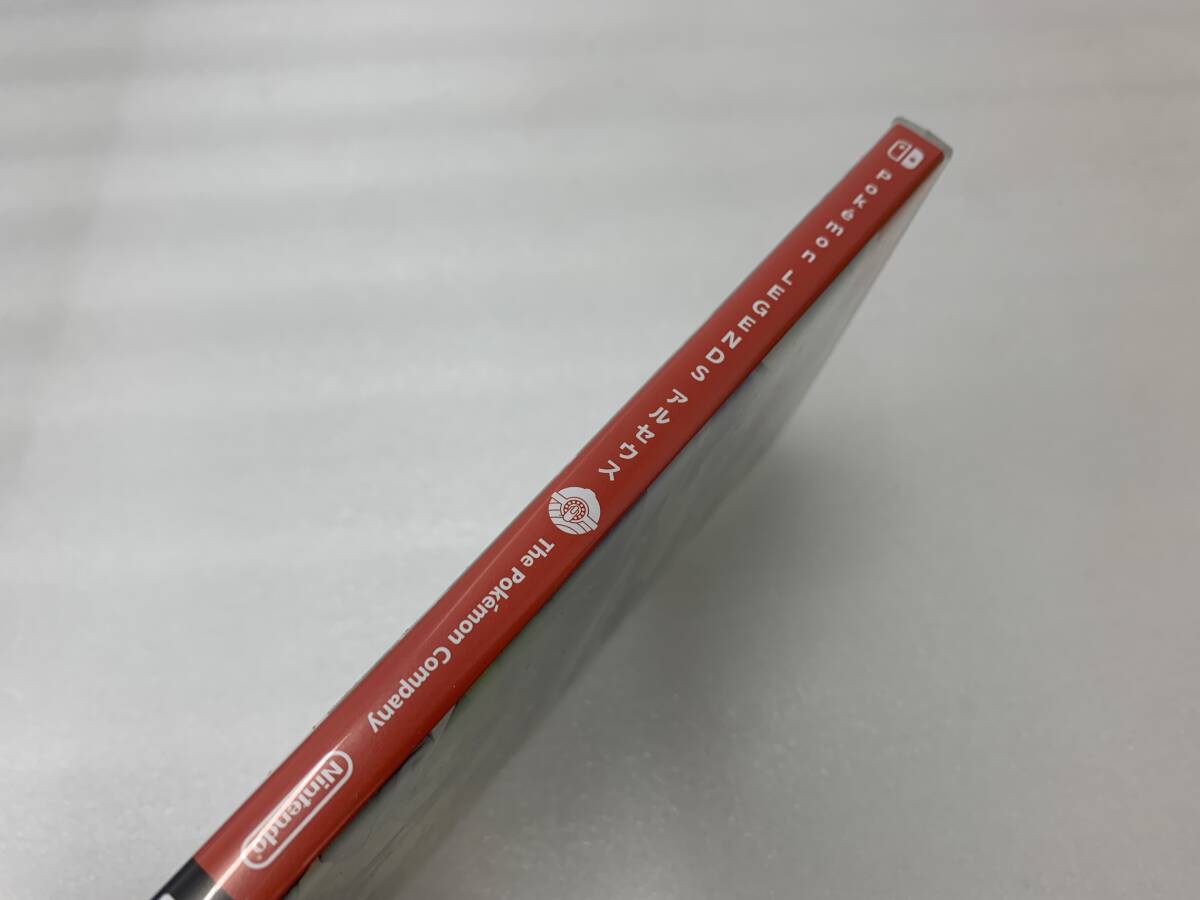 Pokémon LEGENDS アルセウス
The Pokémon Company
Nintendo